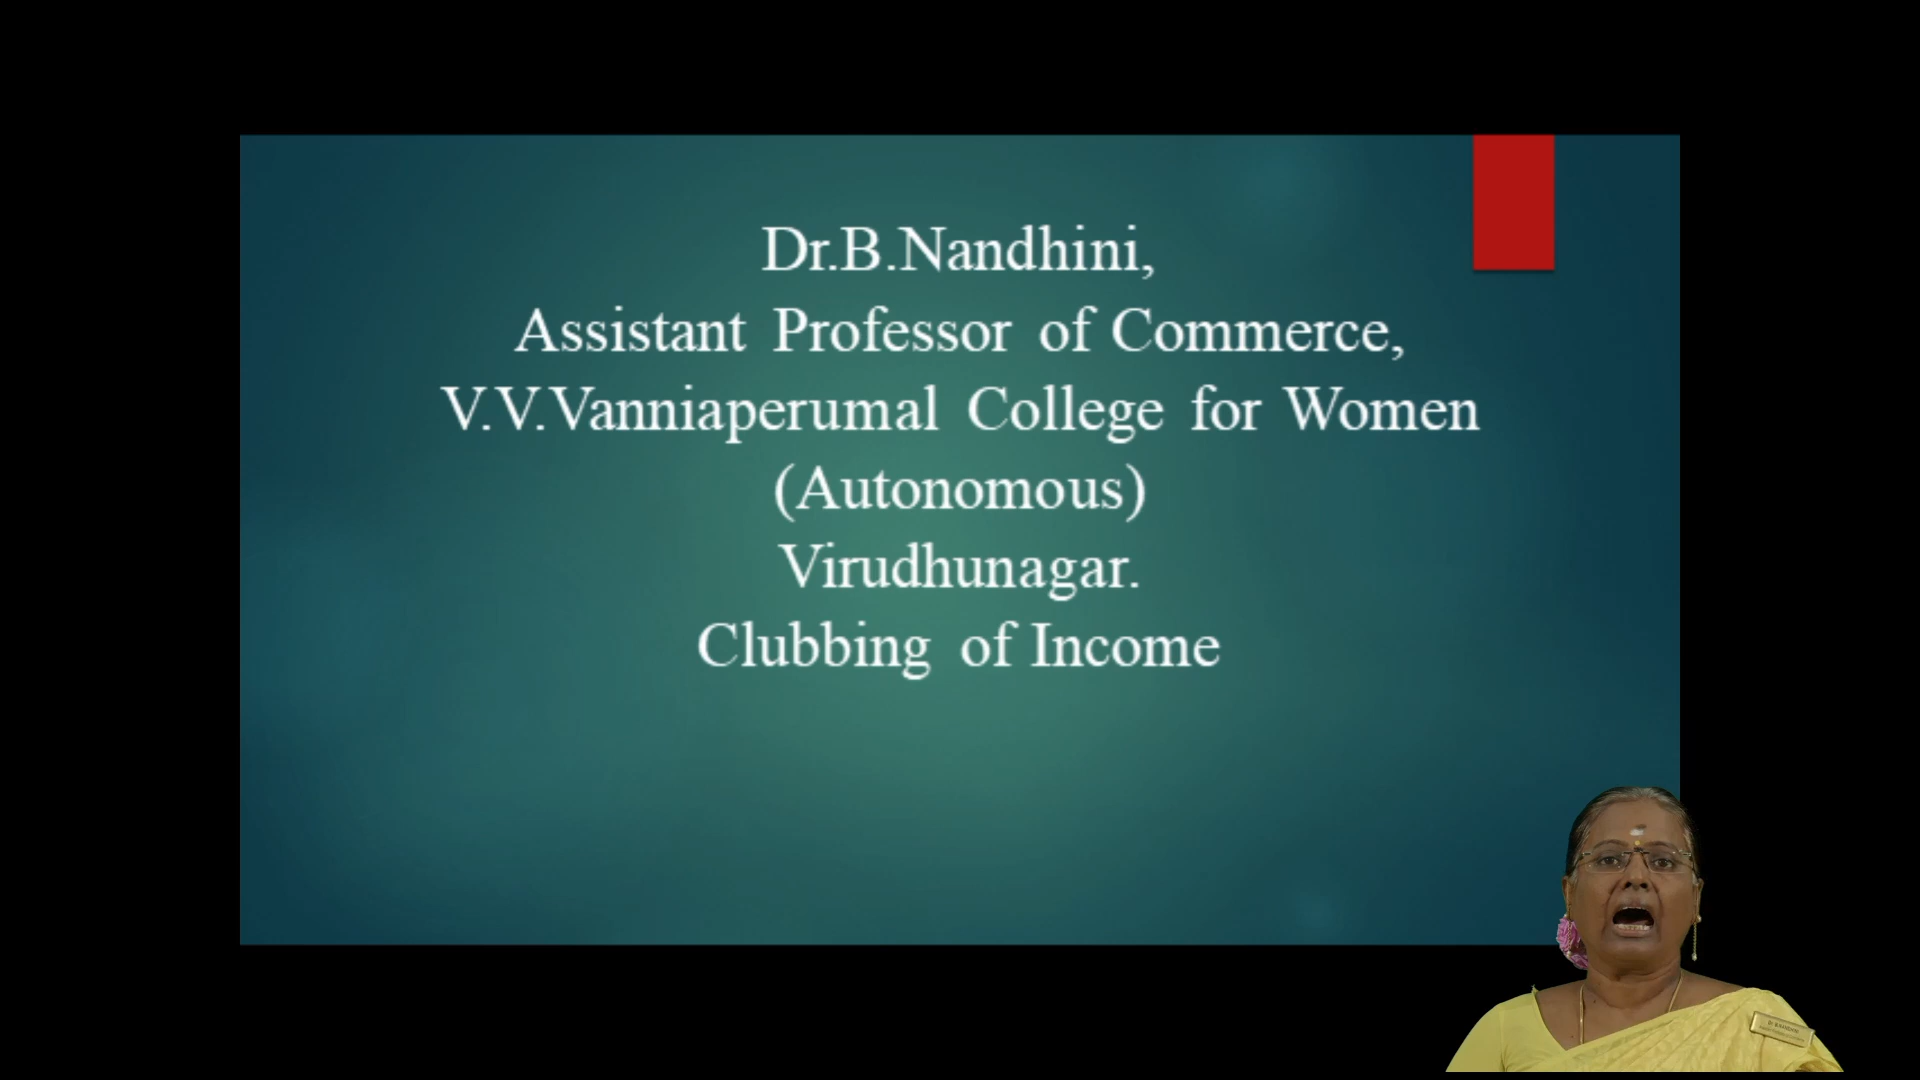 Dr.B.Nandhini,
Assistant Professor of Commerce,
V.V.Vanniaperumal College for Women
(Autonomous)
Virudhunagar.
Clubbing of Income